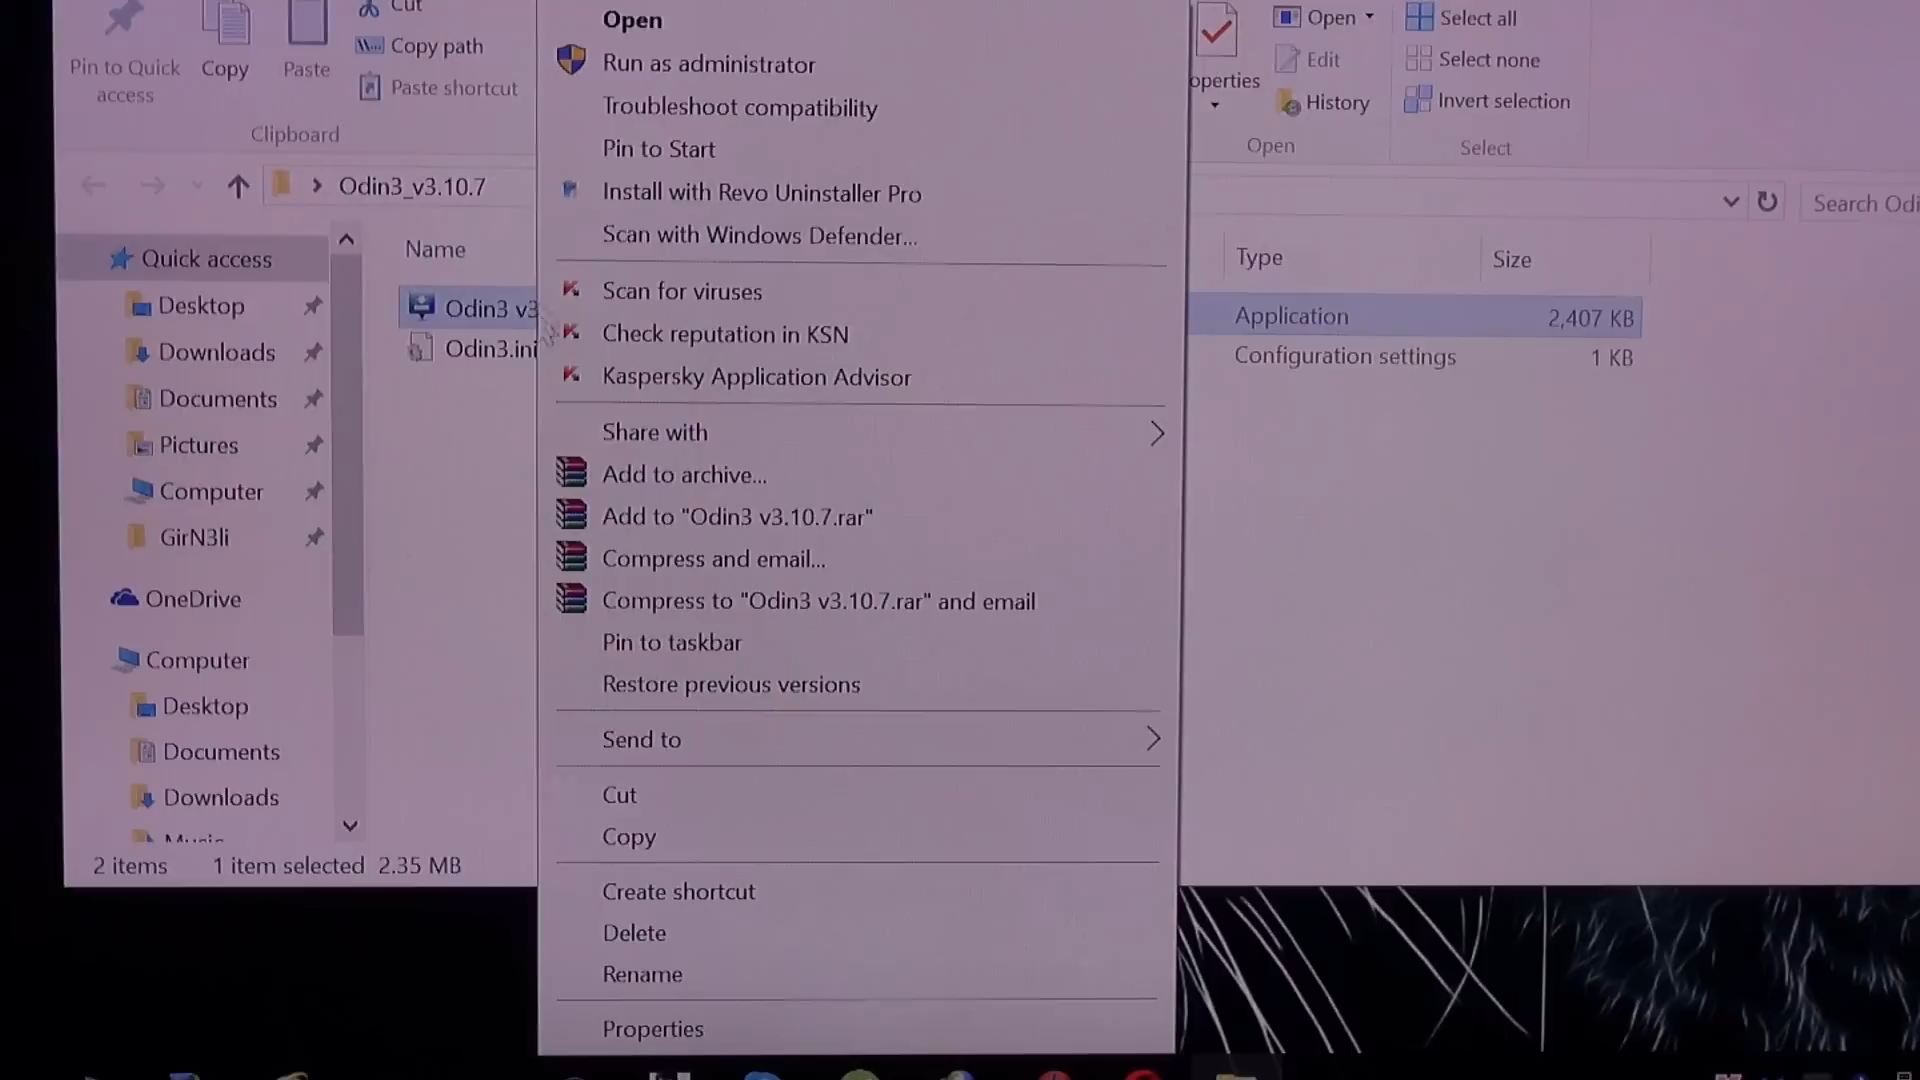 Cut
Copy path
Paste shortcut
Pin to Quick access
Copy
Paste
Clipboard
Odin3_v3.10.7
Quick access
Desktop
Downloads
Documents
Pictures
Computer
GirN3li
OneDrive
Computer
Desktop
Documents
Downloads
Music
2 items 1 item selected 2.35 MB
Name
Odin3 v3
Odin3.ini
Open
Run as administrator
Troubleshoot compatibility
Pin to Start
Install with Revo Uninstaller Pro
Scan with Windows Defender...
Scan for viruses
Check reputation in KSN
Kaspersky Application Advisor
Share with
Add to archive...
Add to "Odin3 v3.10.7.rar"
Compress and email...
Compress to "Odin3 v3.10.7.rar" and email
Pin to taskbar
Restore previous versions
Send to
Cut
Copy
Create shortcut
Delete
Rename
Properties
operties
Open
Edit
History
Open
Select all
Select none
Invert selection
Select
Search Odi
Type Size
Application 2,407 KB
Configuration settings 1 KB